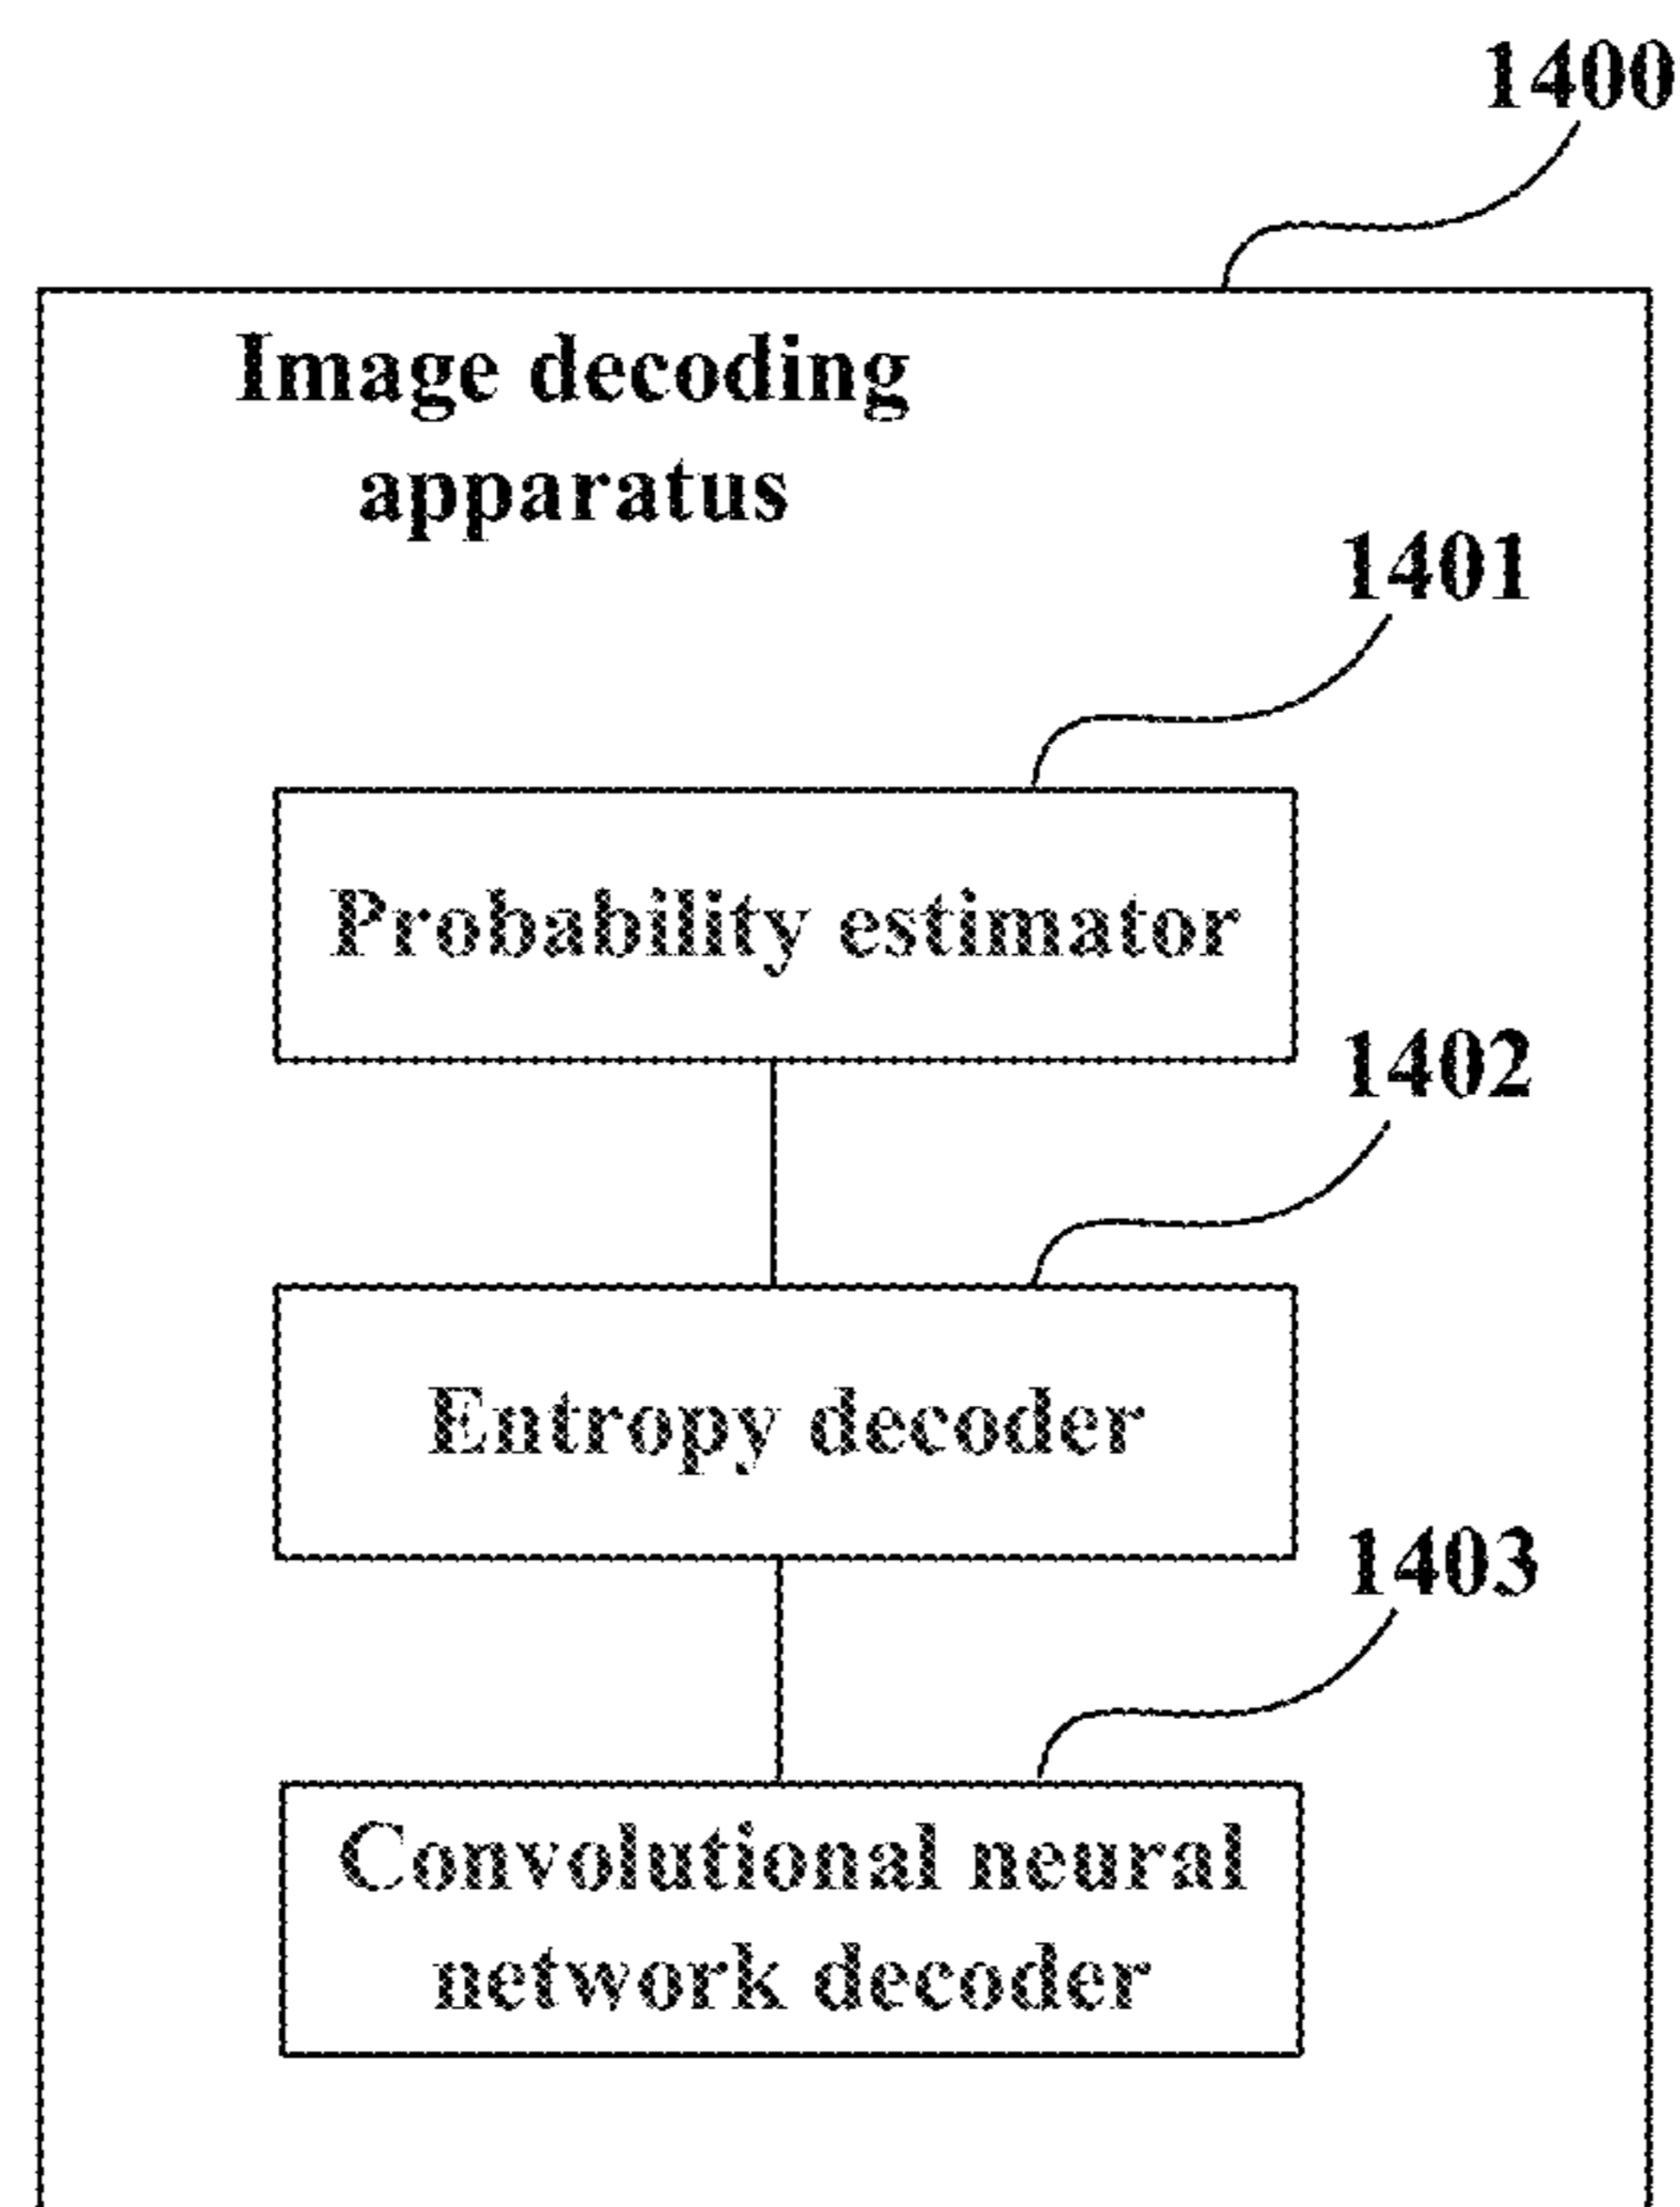 1400
Image decoding
apparatus
1401
Probability estimator
1402
Entropy decoder
1403
Convolutional neural
network decoder